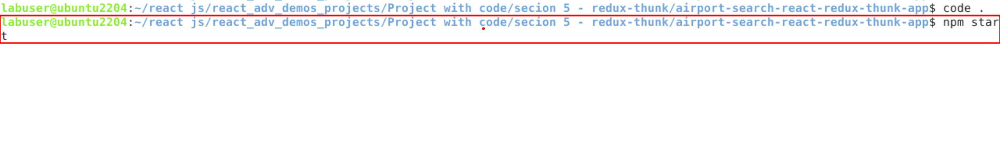 labuser@ubuntu2204:~/react js/react_adv_demos_projects/Project with code/secion 5 - redux-thunk/airport-search-react-redux-thunk-app$ code .
labuser@ubuntu2204:~/react js/react_adv_demos_projects/Project with code/secion 5 - redux-thunk/airport-search-react-redux-thunk-app$ npm star
t